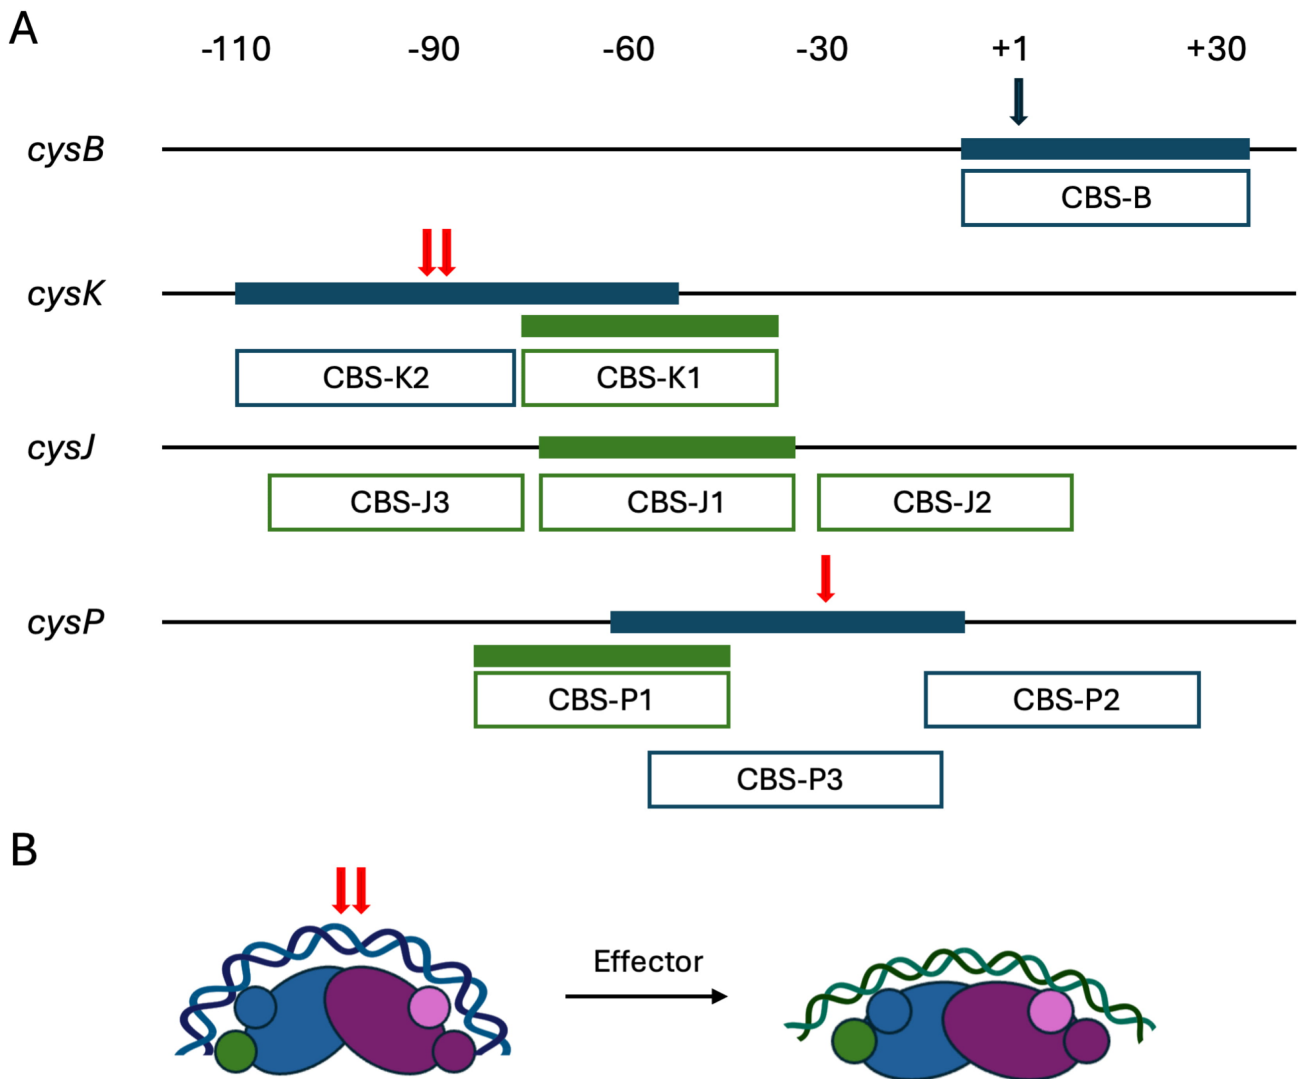 A
-110 -90 -60 -30 +1 +30
cysB
CBS-B
cysK
CBS-K2 CBS-K1
cysJ
CBS-J3 CBS-J1 CBS-J2
cysP
CBS-P1 CBS-P2
CBS-P3
B
Effector